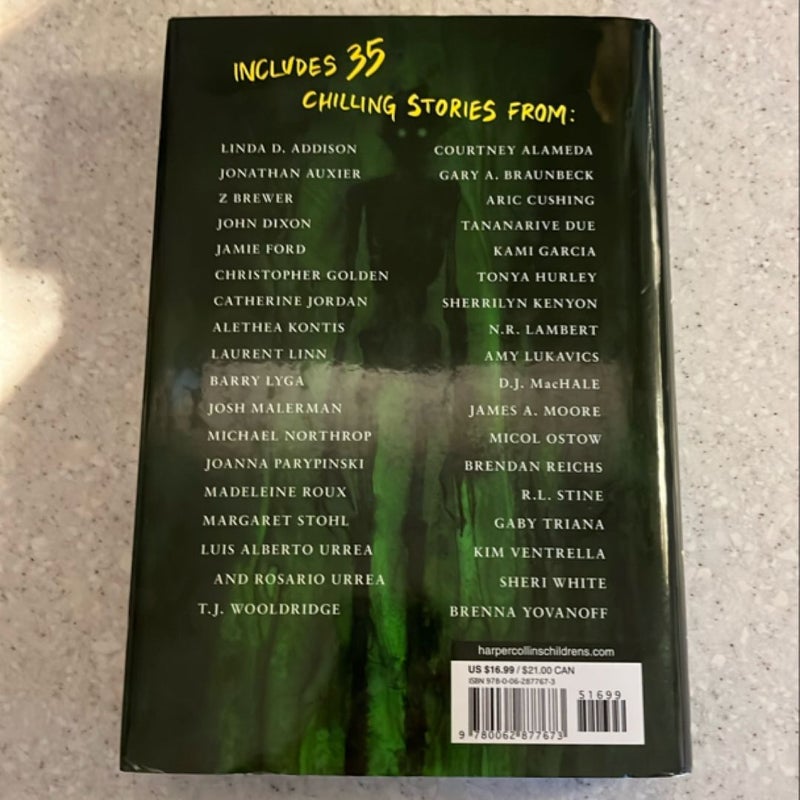 INCLUDES 35
CHILLING STORIES FROM:
LINDA D. ADDISON
JONATHAN AUXIER
Z BREWER
JOHN DIXON
JAMIE FORD
CHRISTOPHER GOLDEN
CATHERINE JORDAN
ALETHEA KONTIS
LAURENT LINN
BARRY LYGA
JOSH MALERMAN
MICHAEL NORTHROP
JOANNA PARYPINSKI
MADELEINE ROUX
MARGARET STOHL
LUIS ALBERTO URREA
AND ROSARIO URREA
T.J. WOOLDRIDGE
COURTNEY ALAMEDA
GARY A. BRAUNBECK
ARIC CUSHING
TANANARIVE DUE
KAMI GARCIA
TONYA HURLEY
SHERRILYN KENYON
N.R. LAMBERT
AMY LUKAVICS
D.J. MacHALE
JAMES A. MOORE
MICOL OSTOW
BRENDAN REICHS
R.L. STINE
GABY TRIANA
KIM VENTRELLA
SHERI WHITE
BRENNA YOVANOFF
harpercollinschildrens.com
US $16.99 / $21.00 CAN
ISBN 978-0-06-287767-3
51699
9 780062 877673